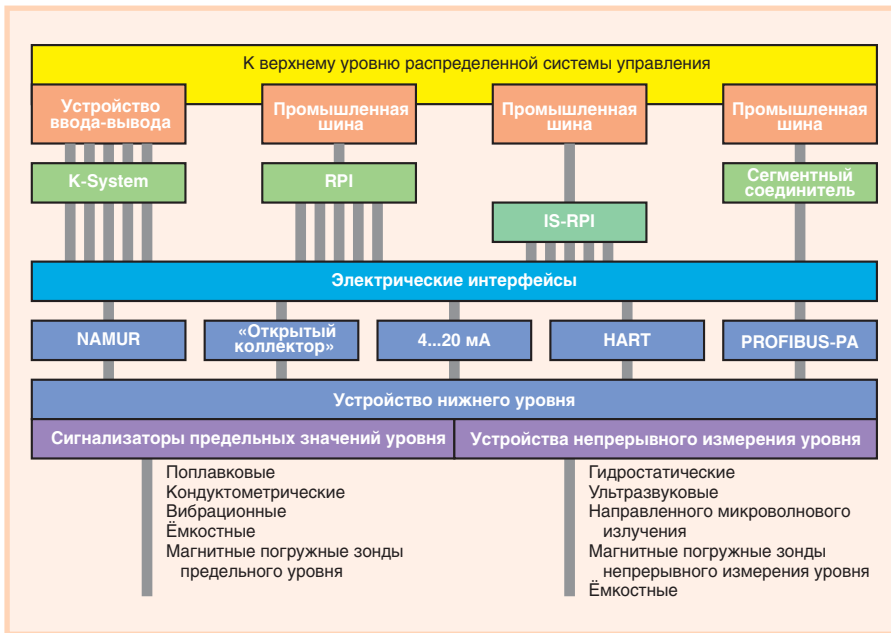 К верхнему уровню распределенной системы управления
Устройство
ввода-вывода
Промышленная
шина
Промышленная
шина
Промышленная
шина
K-System
RPI
IS-RPI
Сегментный
соединитель
Электрические интерфейсы
NAMUR
«Открытый
коллектор»
4...20 мА
HART
PROFIBUS-PA
Устройство нижнего уровня
Сигнализаторы предельных значений уровня
Устройства непрерывного измерения уровня
Поплавковые
Кондуктометрические
Вибрационные
Ёмкостные
Магнитные погружные зонды
предельного уровня
Гидростатические
Ультразвуковые
Направленного микроволнового
излучения
Магнитные погружные зонды
непрерывного измерения уровня
Ёмкостные